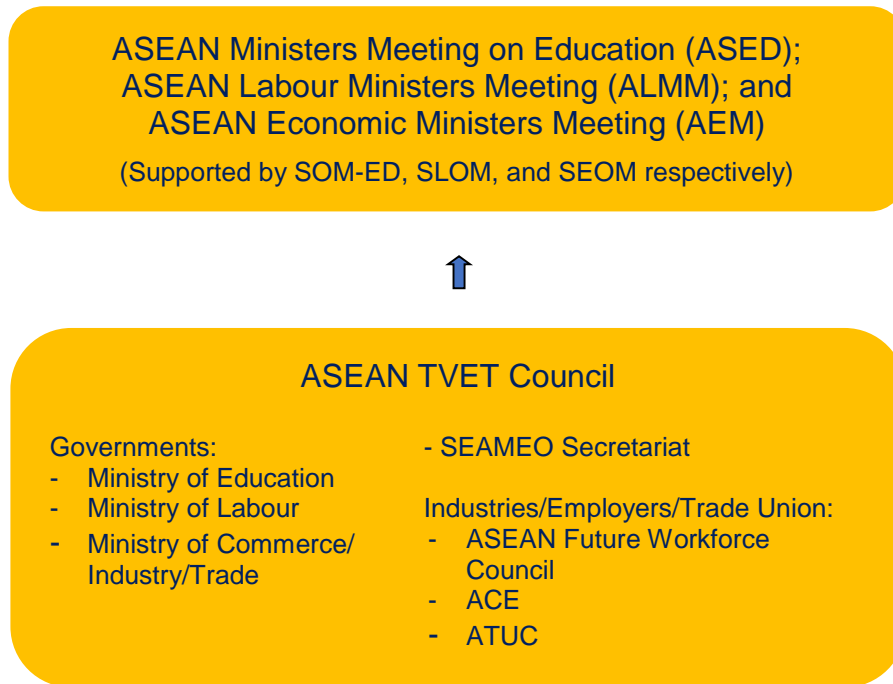 ASEAN Ministers Meeting on Education (ASED);
ASEAN Labour Ministers Meeting (ALMM); and
ASEAN Economic Ministers Meeting (AEM)
(Supported by SOM-ED, SLOM, and SEOM respectively)
ASEAN TVET Council
Governments:
- Ministry of Education
- Ministry of Labour
- Ministry of Commerce/
Industry/Trade
- SEAMEO Secretariat
Industries/Employers/Trade Union:
- ASEAN Future Workforce
Council
- ACE
- ATUC